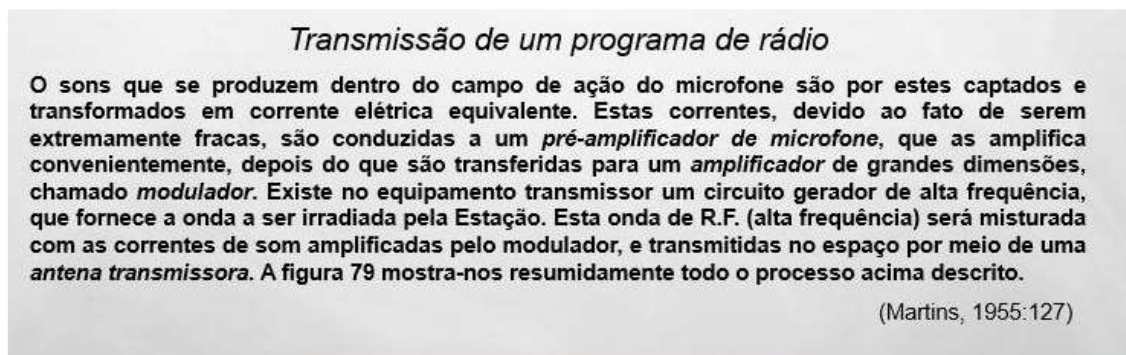 Transmissão de um programa de rádio
O sons que se produzem dentro do campo de ação do microfone são por estes captados e
transformados em corrente elétrica equivalente. Estas correntes, devido ao fato de serem
extremamente fracas, são conduzidas a um pré-amplificador de microfone, que as amplifica
convenientemente, depois do que são transferidas para um amplificador de grandes dimensões,
chamado modulador. Existe no equipamento transmissor um circuito gerador de alta frequência,
que fornece a onda a ser irradiada pela Estação. Esta onda de R.F. (alta frequência) será misturada
com as correntes de som amplificadas pelo modulador, e transmitidas no espaço por meio de uma
antena transmissora. A figura 79 mostra-nos resumidamente todo o processo acima descrito.
(Martins, 1955:127)